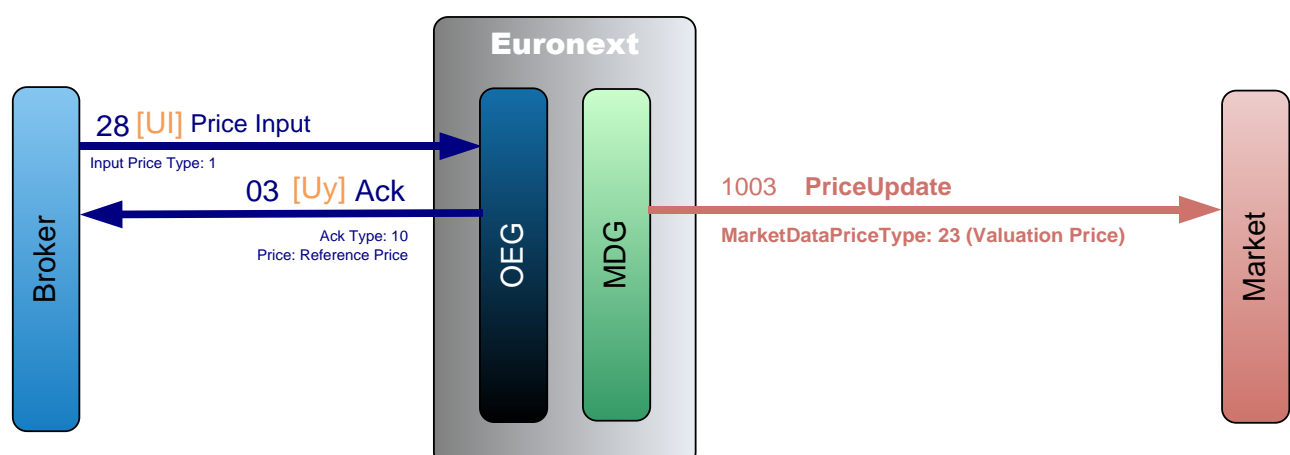 Euronext
28 [UI] Price Input
Input Price Type: 1
03 [Uy] Ack
Ack Type: 10
Price: Reference Price
1003 PriceUpdate
MarketDataPriceType: 23 (Valuation Price)
Broker
OEG
MDG
Market